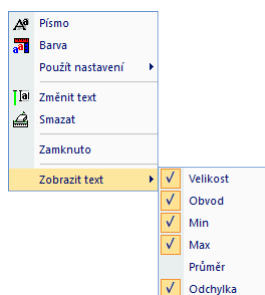 Písmo
Barva
Použít nastavení
Změnit text
Smazat
Zamknuto
Zobrazit text
Velikost
Obvod
Min
Max
Průměr
Odchylka